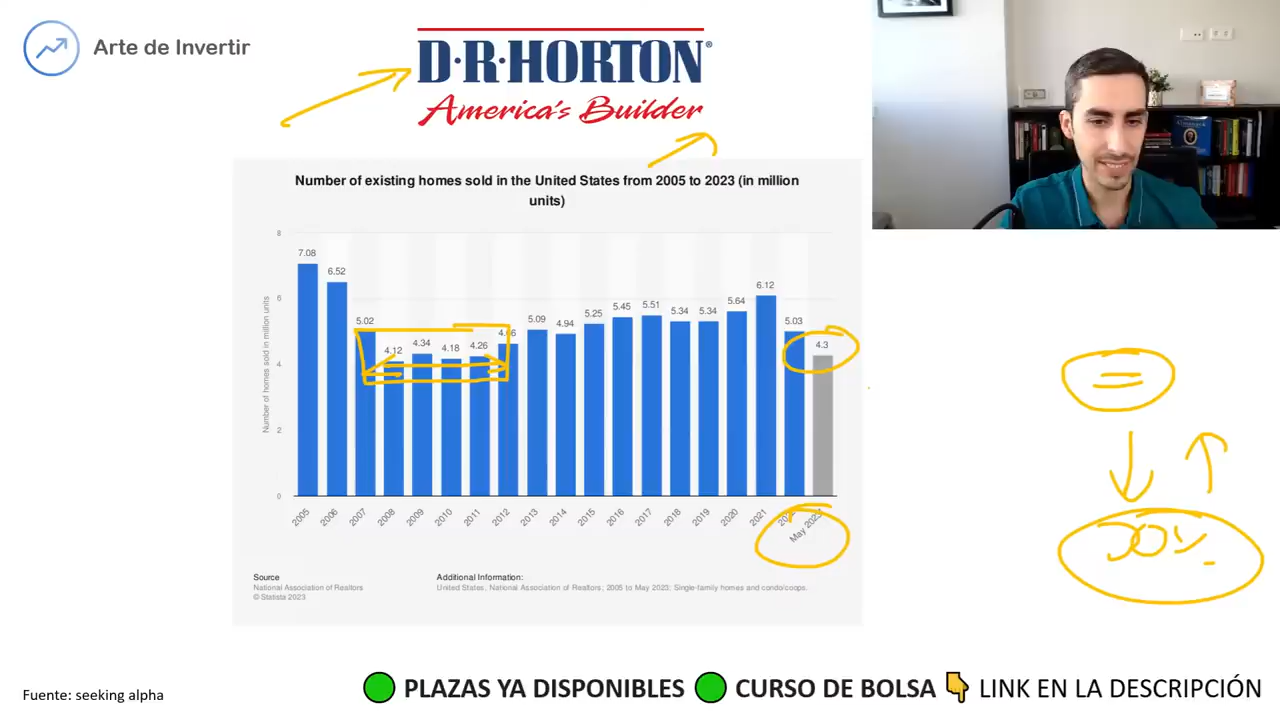 Arte de Invertir
D·R·HORTON®
America's Builder
Number of existing homes sold in the United States from 2005 to 2023 (in million
units)
Number of homes sold in million units
8
6
4
2
0
7.08
6.52
5.02
4.12
4.34
4.18
4.26
5.09
4.94
5.25
5.45
5.51
5.34
5.34
5.64
6.12
5.03
4.3
2005
2006
2007
2008
2009
2010
2011
2012
2013
2014
2015
2016
2017
2018
2019
2020
2021
May 2023
=
Source
National Association of Realtors
© Statista 2023
Additional Information:
United States, National Association of Realtors; 2005 to May 2023; Single-family homes and condo/coops.
Fuente: seeking alpha
PLAZAS YA DISPONIBLES
CURSO DE BOLSA
LINK EN LA DESCRIPCIÓN